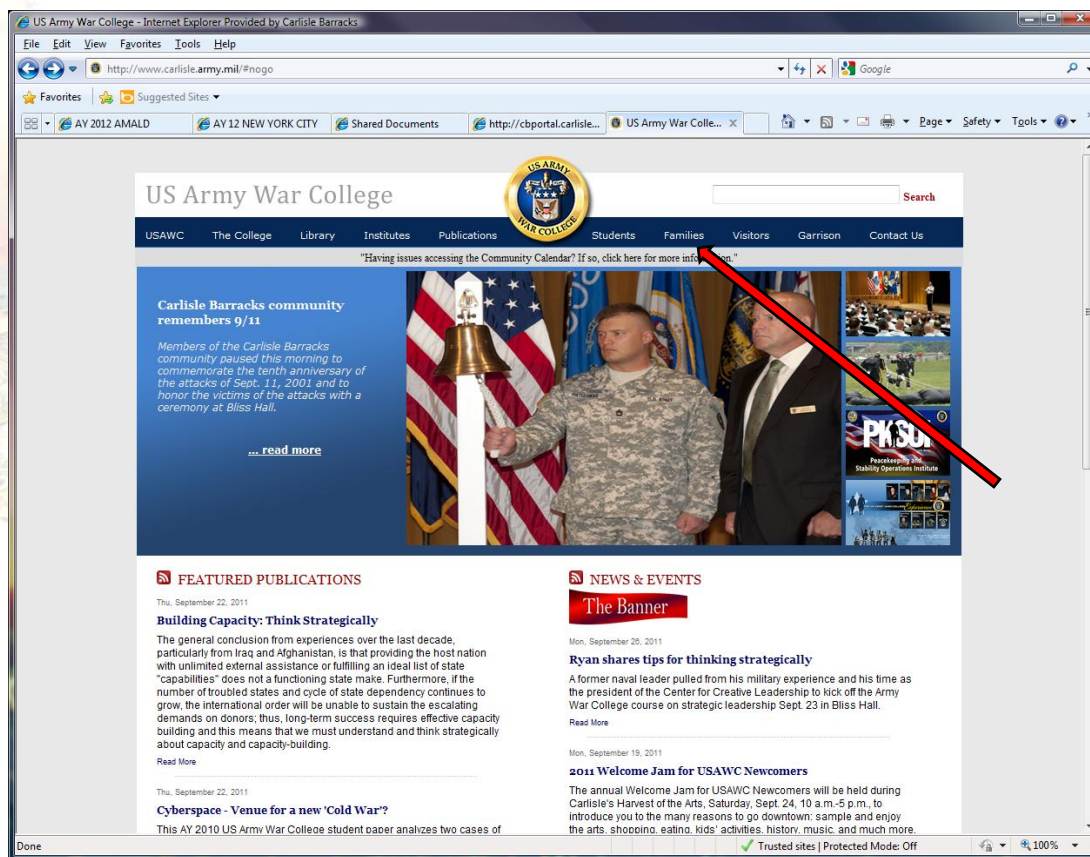 US Army War College - Internet Explorer Provided by Carlisle Barracks
File Edit View Favorites Tools Help
http://www.carlisle.army.mil/#nogo
Google
Favorites Suggested Sites
AY 2012 AMALD AY 12 NEW YORK CITY Shared Documents http://cbportal.carlisle... US Army War Colle... Page Safety Tools
US Army War College
US ARMY
WAR COLLEGE
Search
USAWC The College Library Institutes Publications Students Families Visitors Garrison Contact Us
"Having issues accessing the Community Calendar? If so, click here for more information."
Carlisle Barracks community
remembers 9/11
Members of the Carlisle Barracks
community paused this morning to
commemorate the tenth anniversary of
the attacks of Sept. 11, 2001 and to
honor the victims of the attacks with a
ceremony at Bliss Hall.
... read more
U.S. ARMY
PKSOI
Peacekeeping and
Stability Operations Institute
FEATURED PUBLICATIONS
Thu, September 22, 2011
Building Capacity: Think Strategically
The general conclusion from experiences over the last decade,
particularly from Iraq and Afghanistan, is that providing the host nation
with unlimited external assistance or fulfilling an ideal list of state
"capabilities" does not a functioning state make. Furthermore, if the
number of troubled states and cycle of state dependency continues to
grow, the international order will be unable to sustain the escalating
demands on donors; thus, long-term success requires effective capacity
building and this means that we must understand and think strategically
about capacity and capacity-building.
Read More
Thu, September 22, 2011
Cyberspace - Venue for a new 'Cold War'?
This AY 2010 US Army War College student paper analyzes two cases of
NEWS & EVENTS
The Banner
Mon, September 26, 2011
Ryan shares tips for thinking strategically
A former naval leader pulled from his military experience and his time as
the president of the Center for Creative Leadership to kick off the Army
War College course on strategic leadership Sept. 23 in Bliss Hall.
Read More
Mon, September 19, 2011
2011 Welcome Jam for USAWC Newcomers
The annual Welcome Jam for USAWC Newcomers will be held during
Carlisle's Harvest of the Arts, Saturday, Sept. 24, 10 a.m.-5 p.m., to
introduce you to the many reasons to go downtown: sample and enjoy
the arts, shopping, eating, kids' activities, history, music, and much more.
Done Trusted sites | Protected Mode: Off 100%